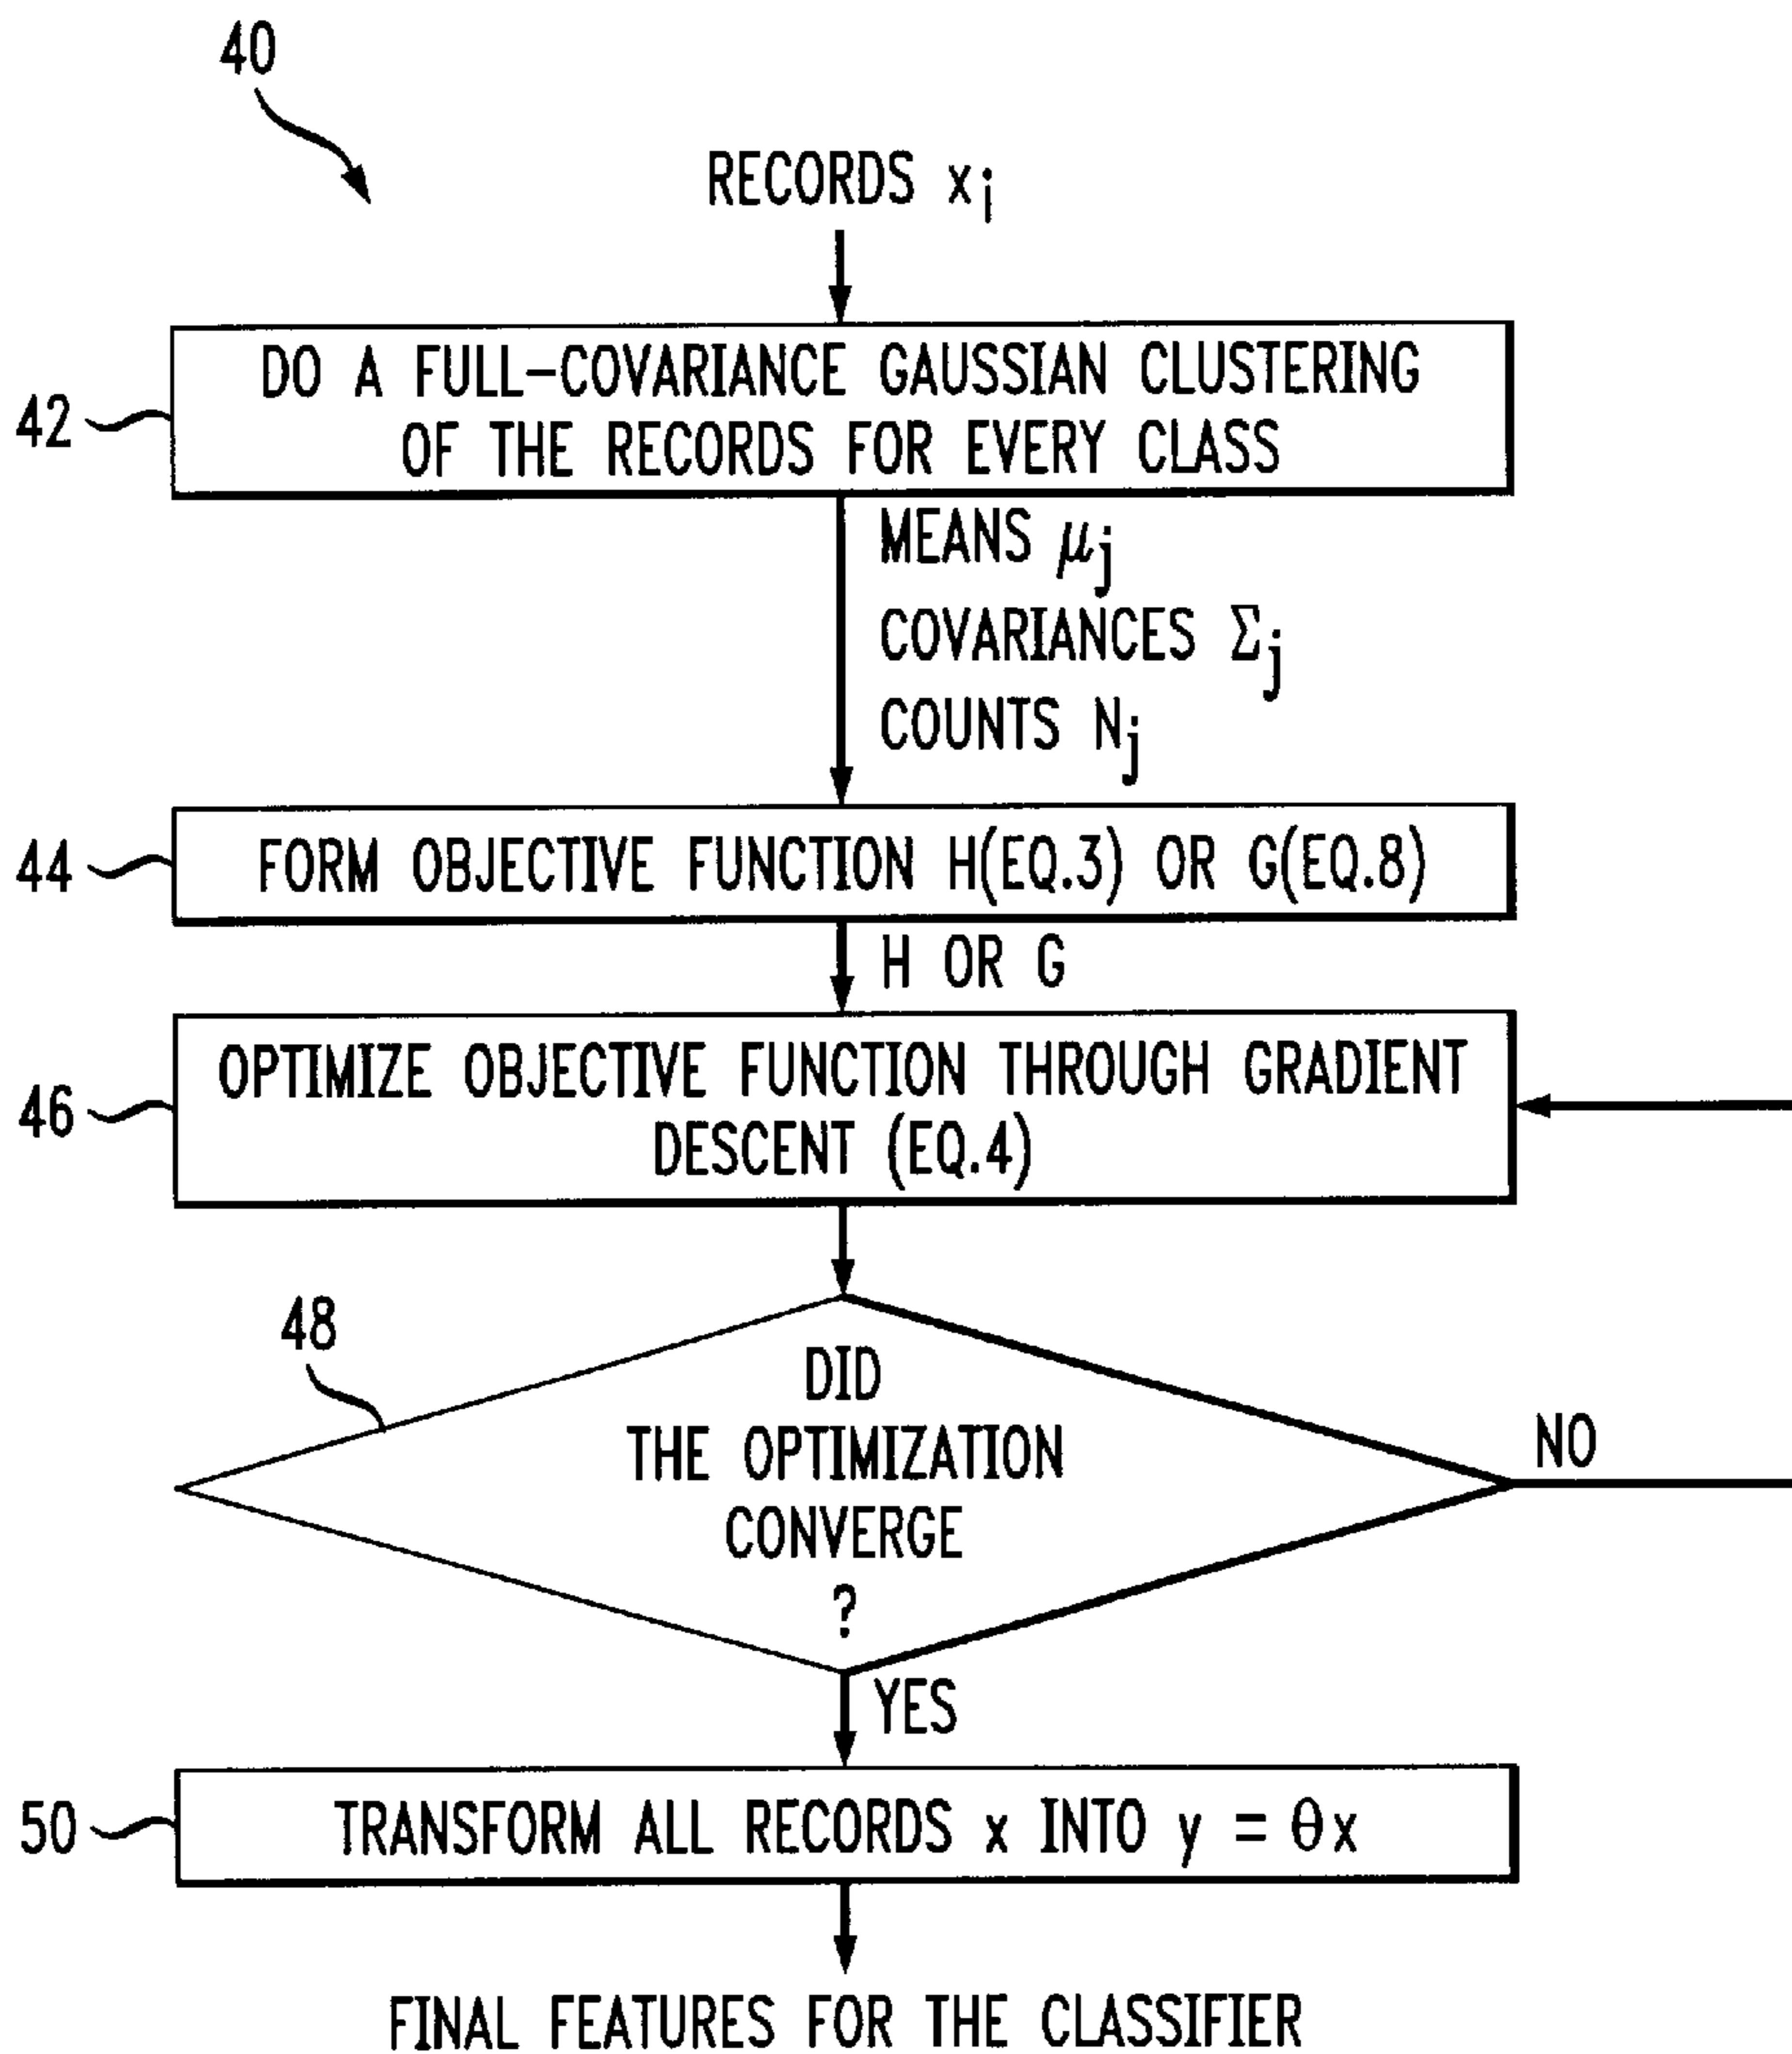 40
RECORDS xi
42
DO A FULL-COVARIANCE GAUSSIAN CLUSTERING
OF THE RECORDS FOR EVERY CLASS
MEANS μj
COVARIANCES Σj
COUNTS Nj
44
FORM OBJECTIVE FUNCTION H(EQ.3) OR G(EQ.8)
H OR G
46
OPTIMIZE OBJECTIVE FUNCTION THROUGH GRADIENT
DESCENT (EQ.4)
48
DID
THE OPTIMIZATION
CONVERGE
?
NO
YES
50
TRANSFORM ALL RECORDS x INTO y = θx
FINAL FEATURES FOR THE CLASSIFIER